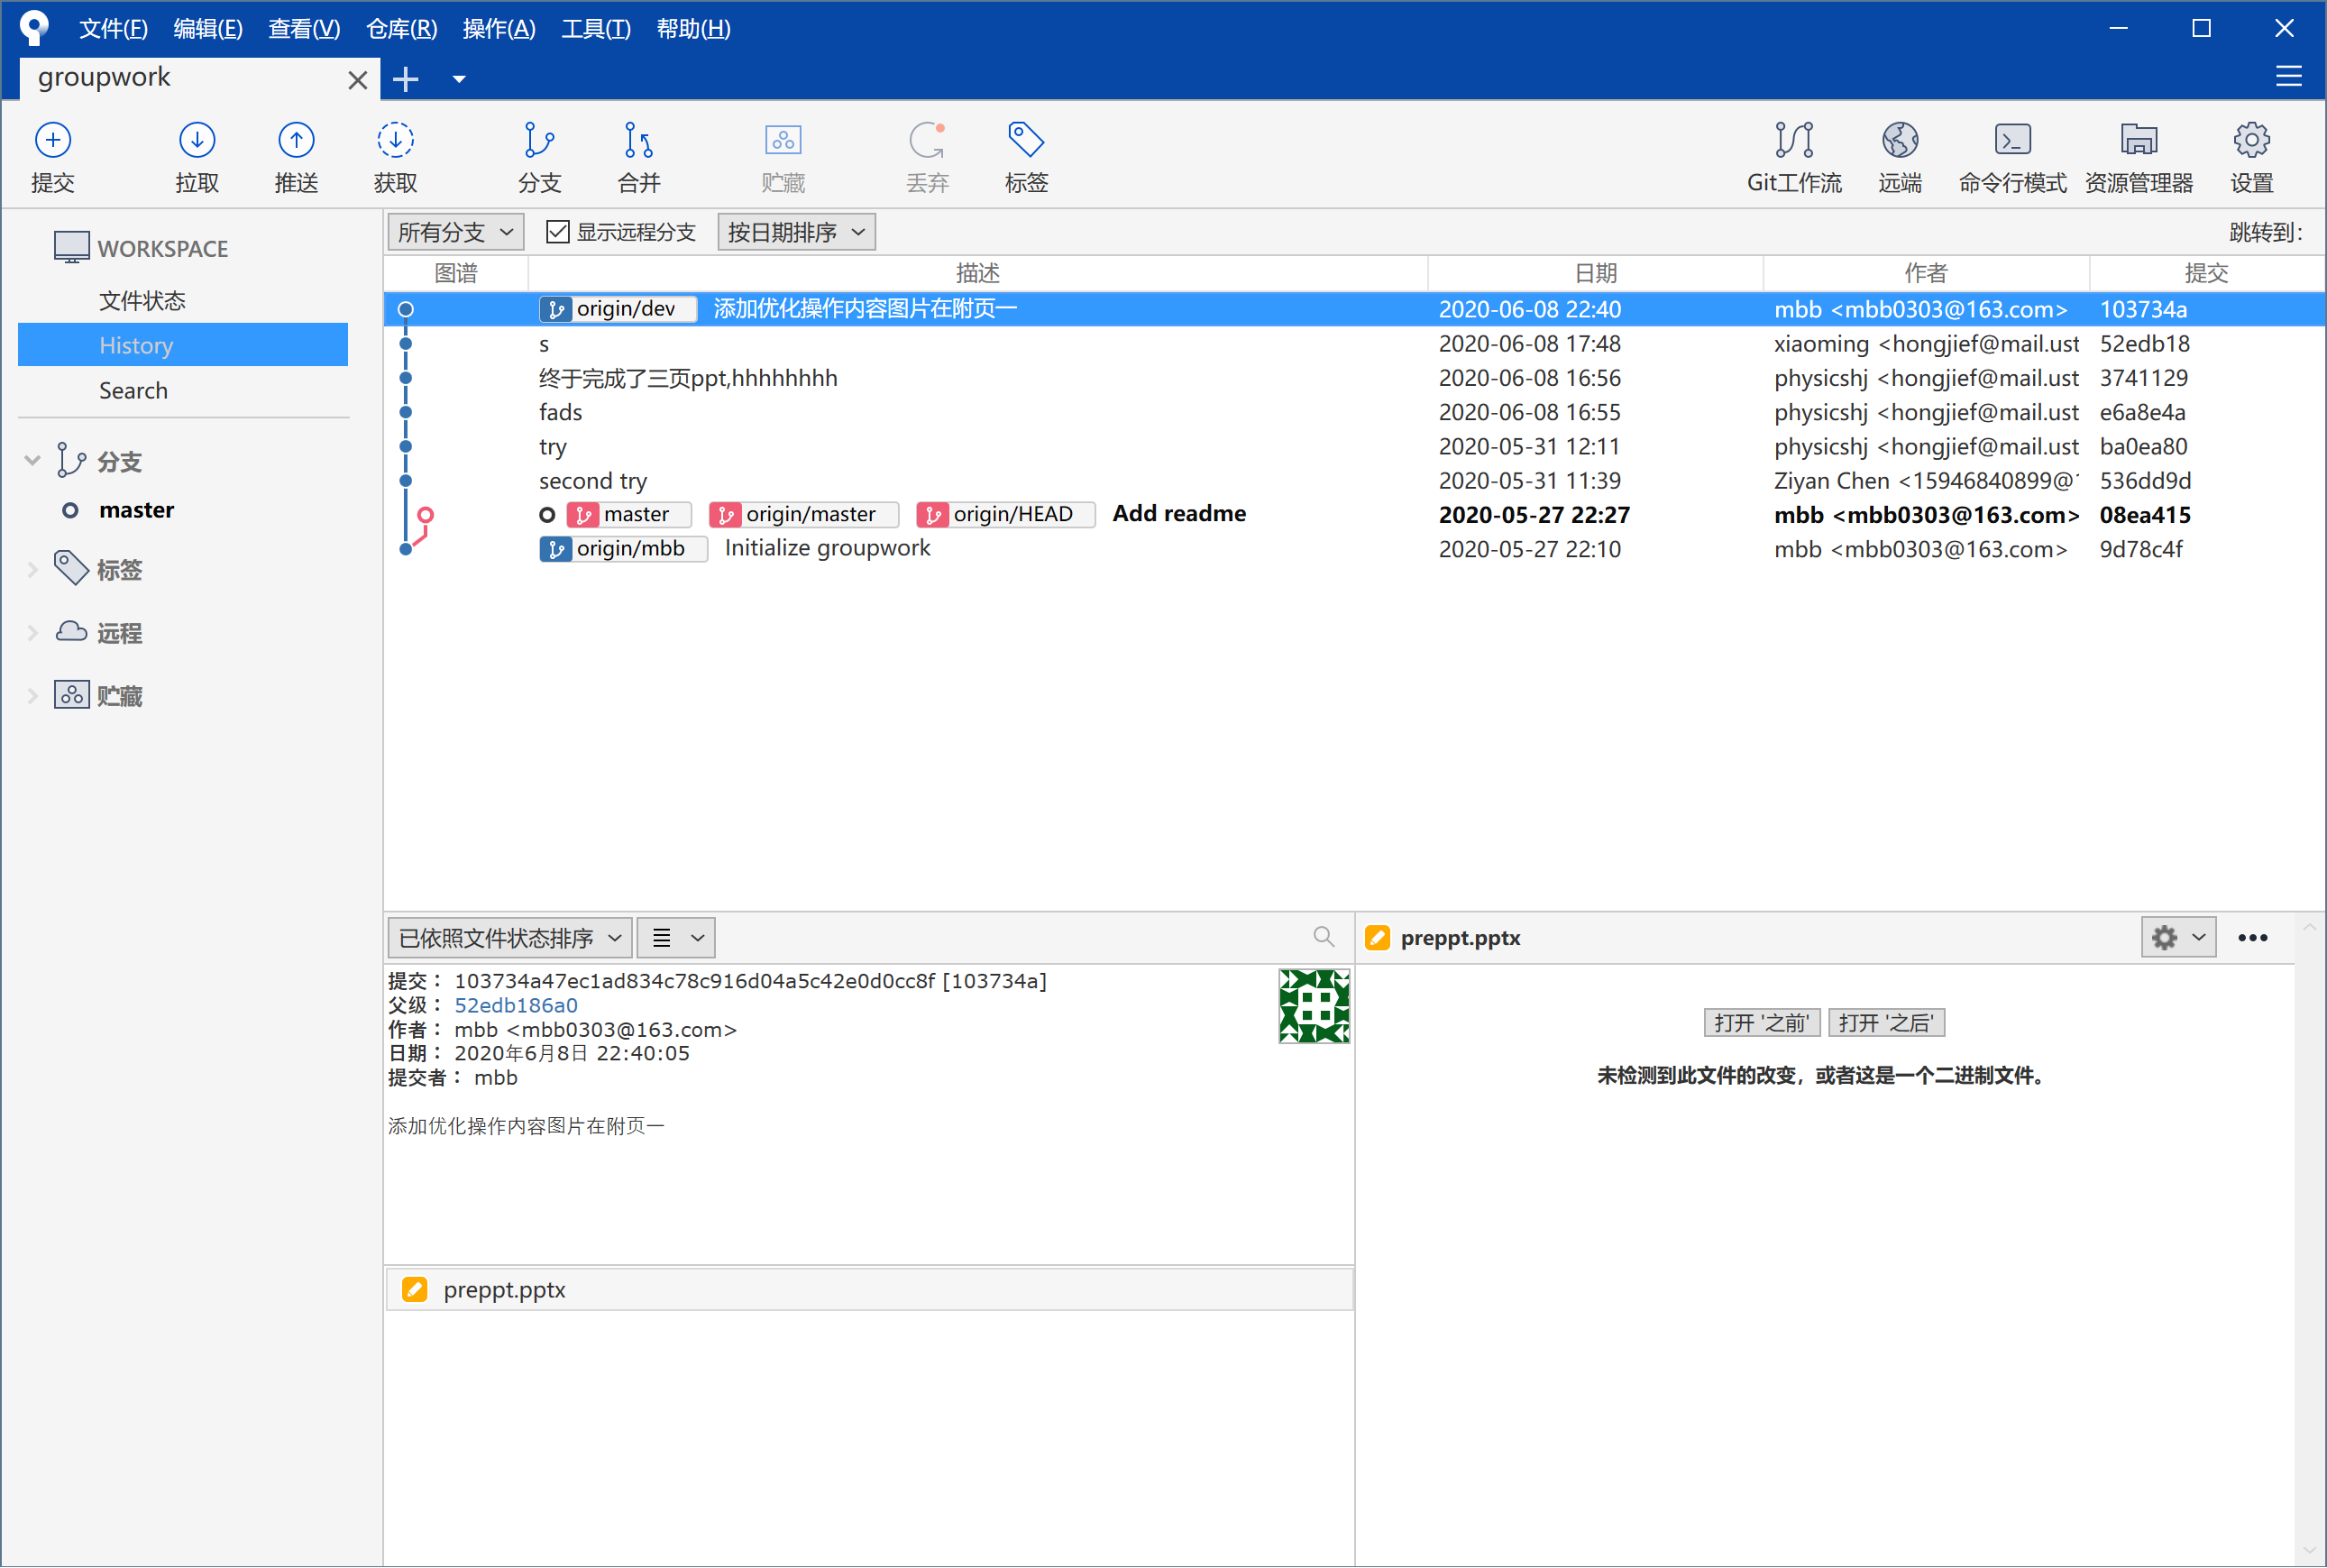 文件(F) 编辑(E) 查看(V) 仓库(R) 操作(A) 工具(T) 帮助(H)
groupwork
提交 拉取 推送 获取 分支 合并 贮藏 丢弃 标签 Git工作流 远端 命令行模式 资源管理器 设置
WORKSPACE
文件状态
History
Search
分支
master
标签
远程
贮藏
所有分支 显示远程分支 按日期排序 跳转到:
图谱 描述 日期 作者 提交
origin/dev 添加优化操作内容图片在附页一 2020-06-08 22:40 mbb <mbb0303@163.com> 103734a
s 2020-06-08 17:48 xiaoming <hongjief@mail.ust 52edb18
终于完成了三页ppt,hhhhhhhh 2020-06-08 16:56 physicshj <hongjief@mail.ust 3741129
fads 2020-06-08 16:55 physicshj <hongjief@mail.ust e6a8e4a
try 2020-05-31 12:11 physicshj <hongjief@mail.ust ba0ea80
second try 2020-05-31 11:39 Ziyan Chen <15946840899@ 536dd9d
master origin/master origin/HEAD Add readme 2020-05-27 22:27 mbb <mbb0303@163.com> 08ea415
origin/mbb Initialize groupwork 2020-05-27 22:10 mbb <mbb0303@163.com> 9d78c4f
已依照文件状态排序
提交： 103734a47ec1ad834c78c916d04a5c42e0d0cc8f [103734a]
父级： 52edb186a0
作者： mbb <mbb0303@163.com>
日期： 2020年6月8日 22:40:05
提交者： mbb
添加优化操作内容图片在附页一
preppt.pptx
preppt.pptx
打开 '之前' 打开 '之后'
未检测到此文件的改变，或者这是一个二进制文件。